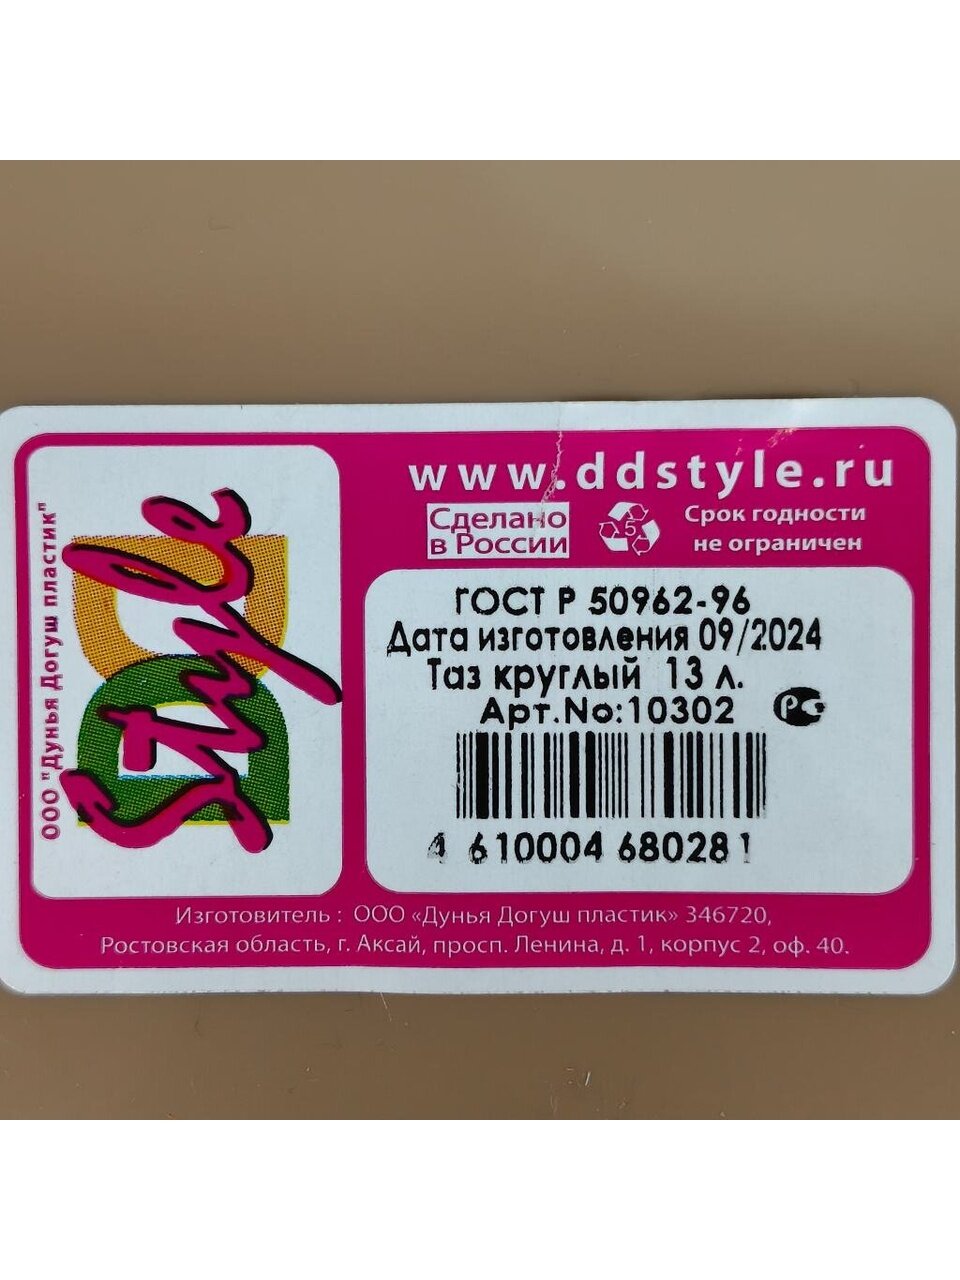 ООО "Дунья Догуш пластик"
Style
www.ddstyle.ru
Сделано
в России
5
Срок годности
не ограничен
ГОСТ Р 50962-96
Дата изготовления 09/2024
Таз круглый 13 л.
Арт.No:10302
РС
4 610004 680281
Изготовитель : ООО «Дунья Догуш пластик» 346720,
Ростовская область, г. Аксай, просп. Ленина, д. 1, корпус 2, оф. 40.